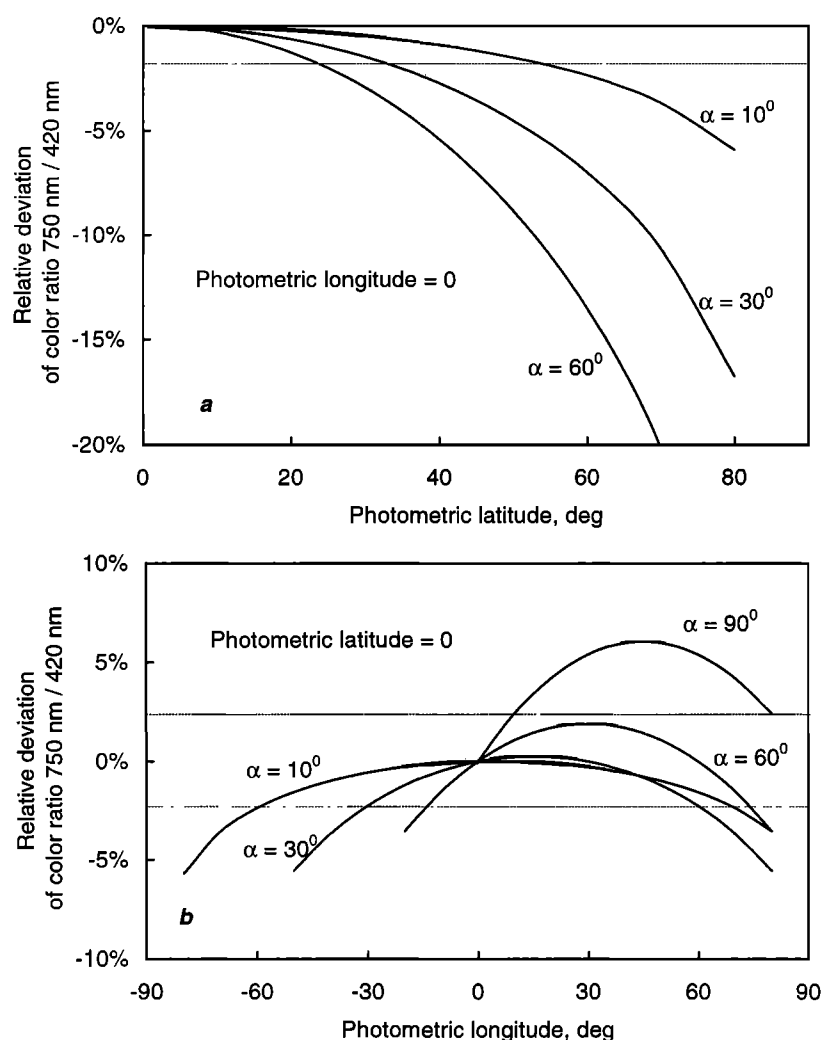 Relative deviation
of color ratio 750 nm / 420 nm
0%
-5%
-10%
-15%
-20%
α = 10⁰
α = 30⁰
α = 60⁰
Photometric longitude = 0
a
0
20
40
60
80
Photometric latitude, deg
Relative deviation
of color ratio 750 nm / 420 nm
10%
5%
0%
-5%
-10%
Photometric latitude = 0
α = 90⁰
α = 60⁰
α = 10⁰
α = 30⁰
b
-90
-60
-30
0
30
60
90
Photometric longitude, deg